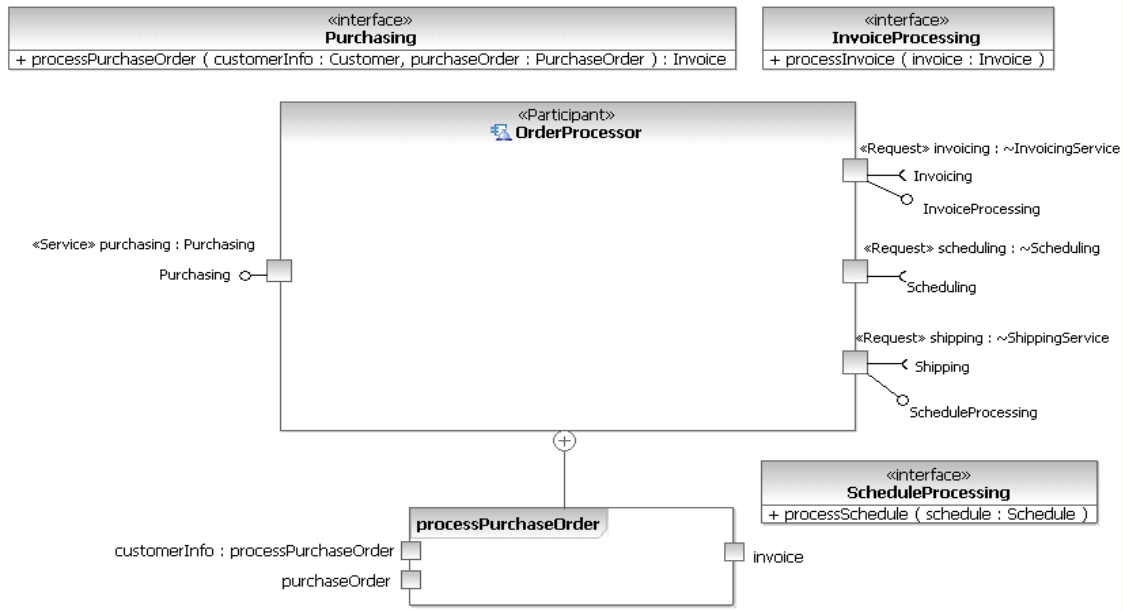 «interface»
Purchasing
+ processPurchaseOrder ( customerInfo : Customer, purchaseOrder : PurchaseOrder ) : Invoice
«interface»
InvoiceProcessing
+ processInvoice ( invoice : Invoice )
«Participant»
OrderProcessor
«Request» invoicing : ~InvoicingService
Invoicing
InvoiceProcessing
«Service» purchasing : Purchasing
Purchasing
«Request» scheduling : ~Scheduling
Scheduling
«Request» shipping : ~ShippingService
Shipping
ScheduleProcessing
«interface»
ScheduleProcessing
+ processSchedule ( schedule : Schedule )
processPurchaseOrder
customerInfo : processPurchaseOrder
purchaseOrder
invoice